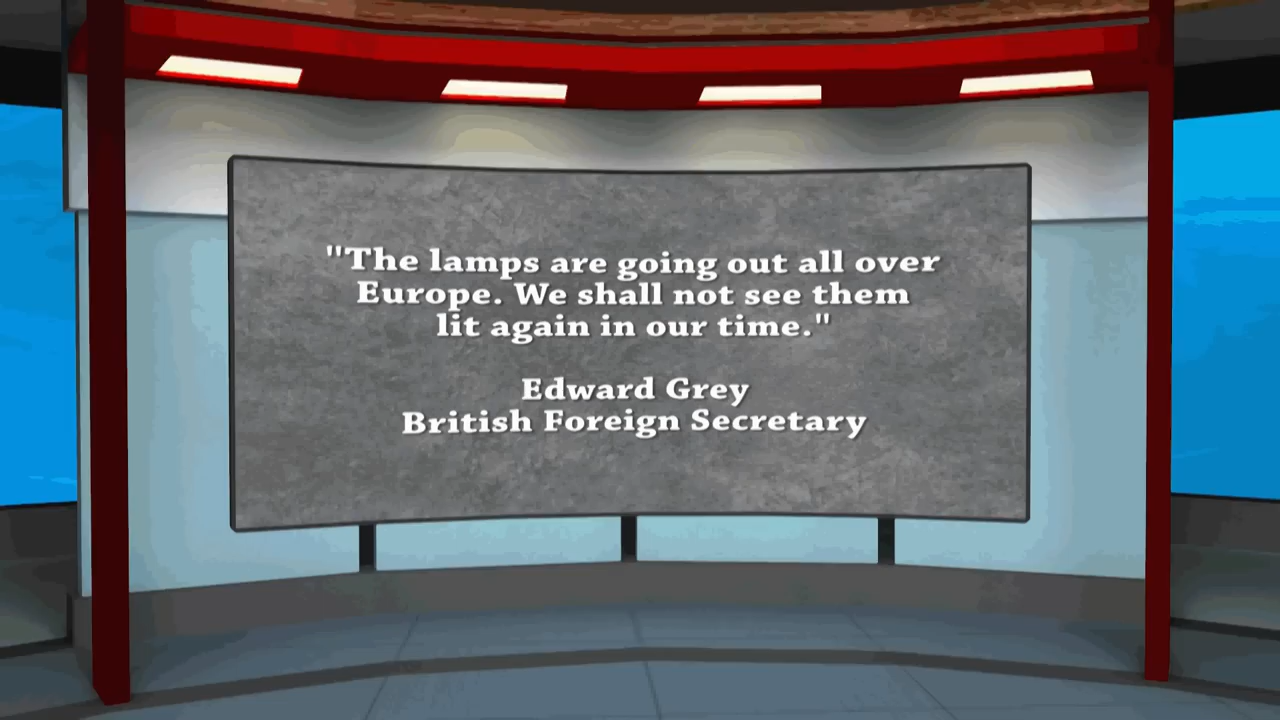 "The lamps are going out all over
Europe. We shall not see them
lit again in our time."
Edward Grey
British Foreign Secretary